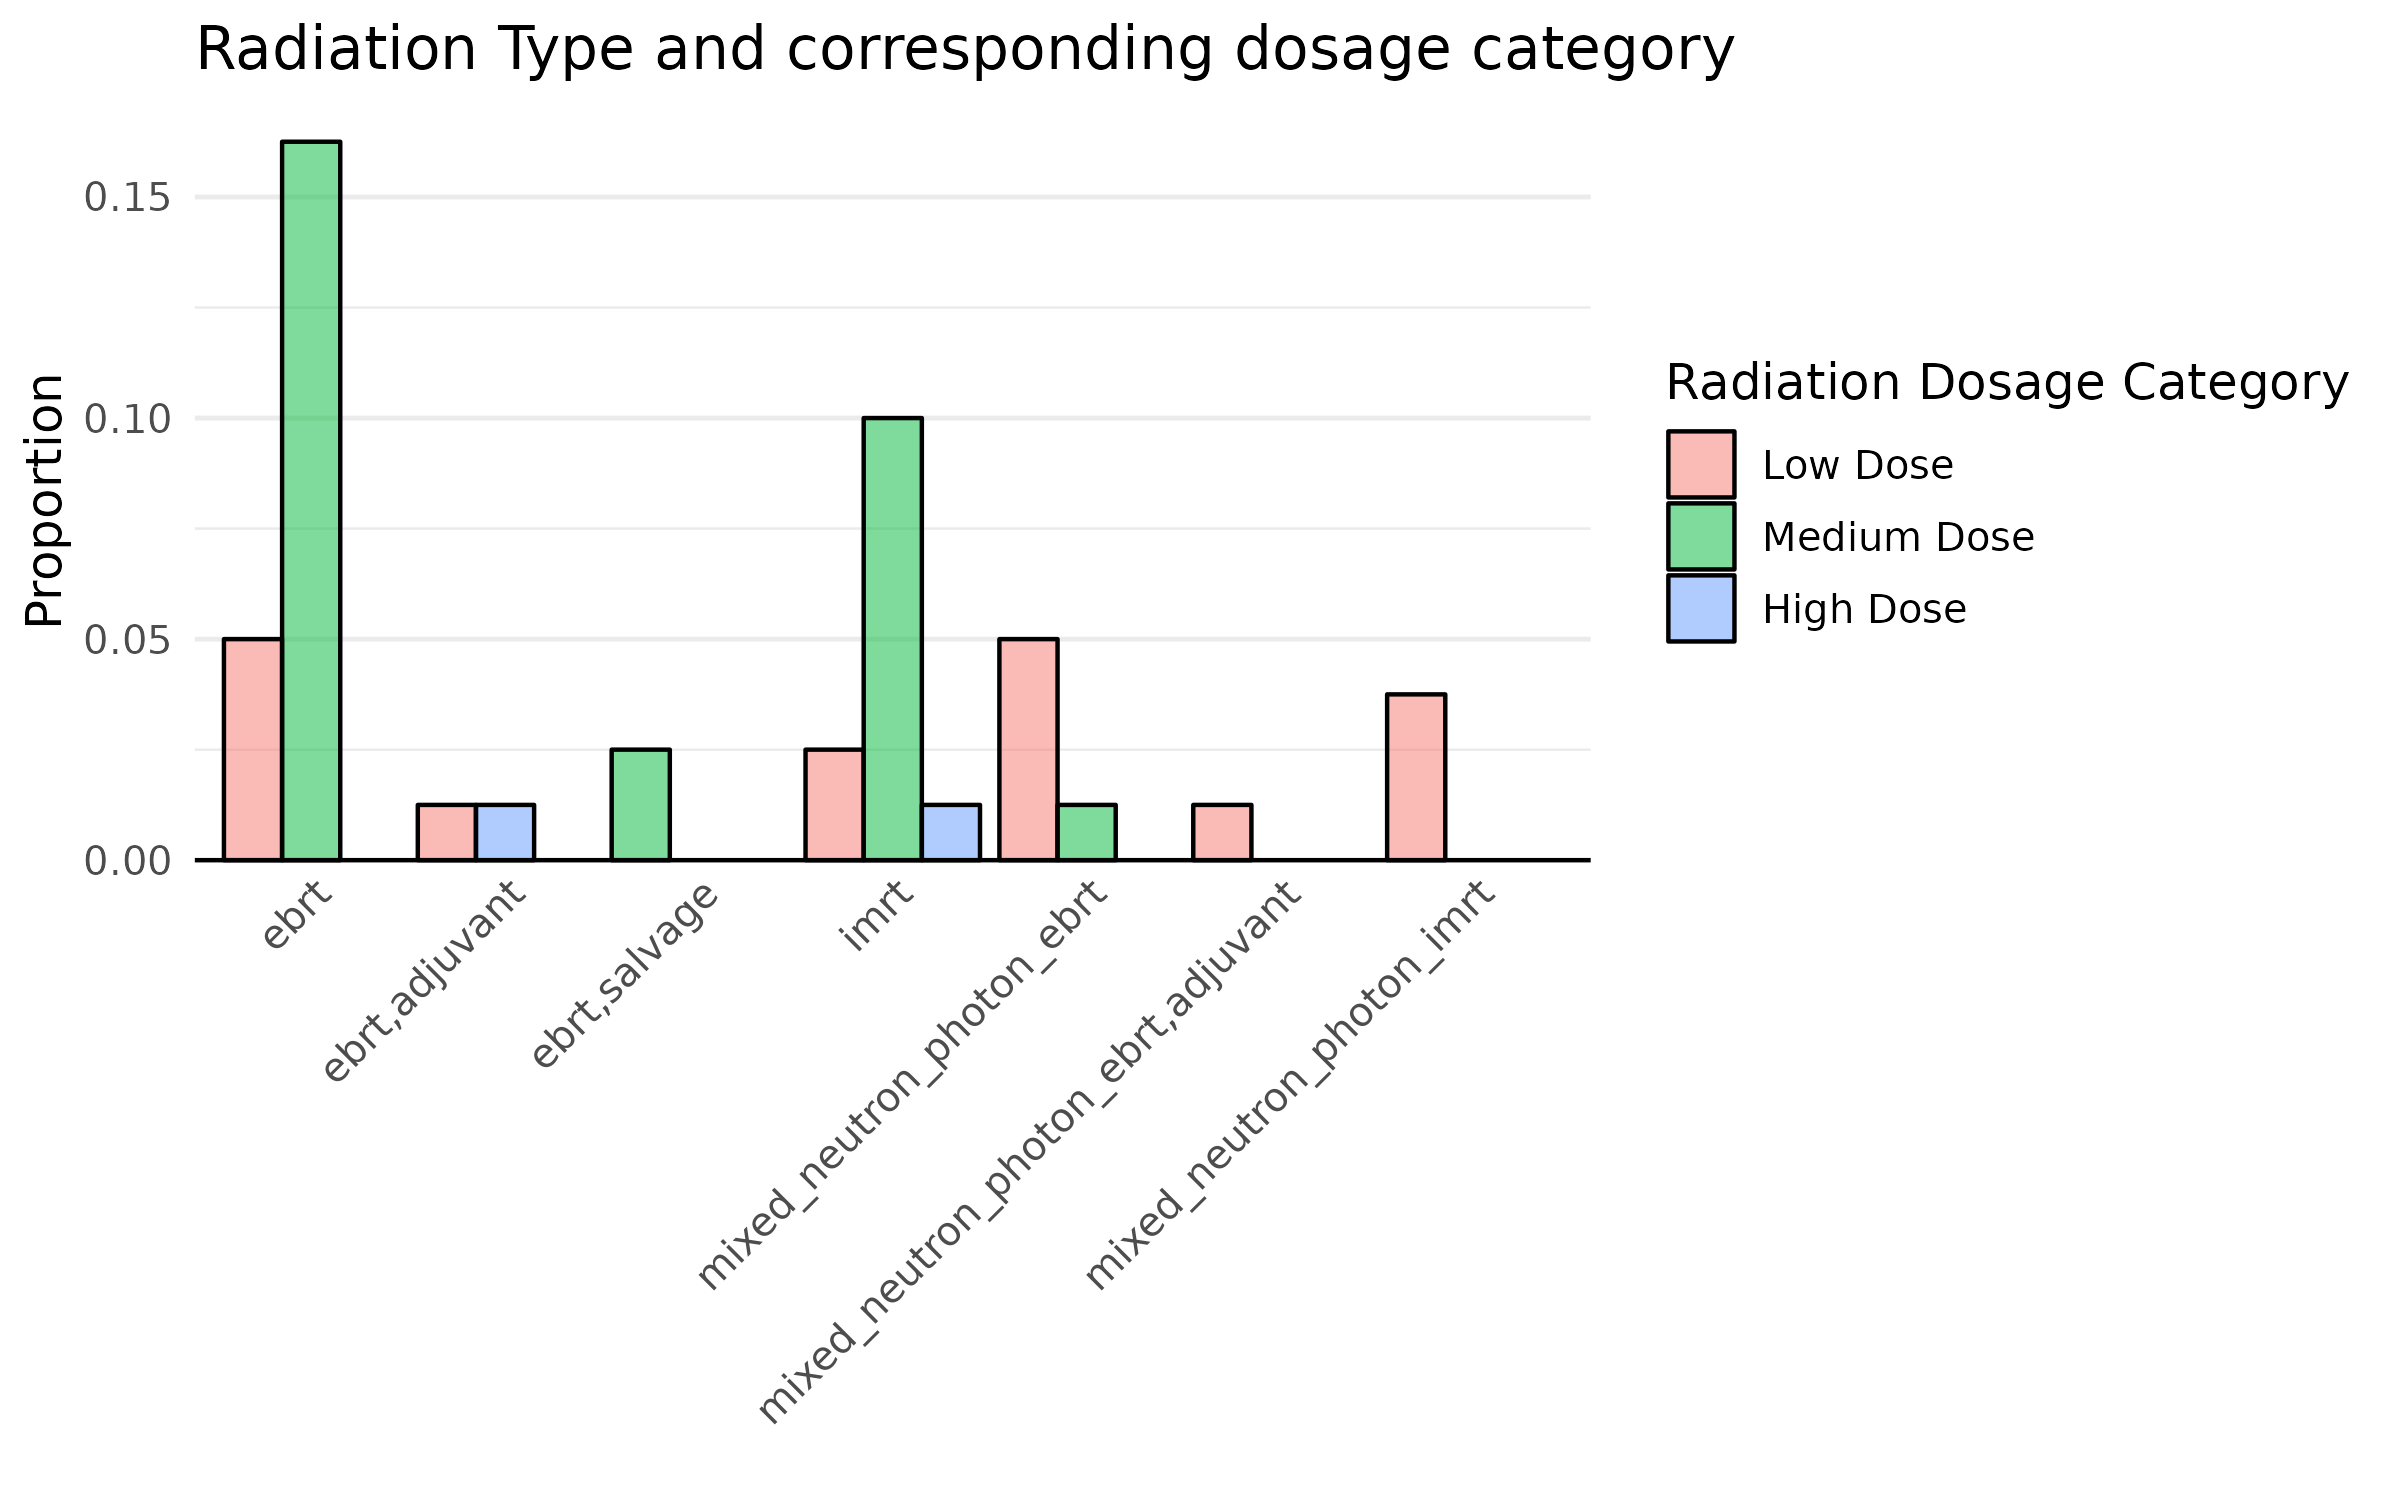 Radiation Type and corresponding dosage category
Proportion
0.15
0.10
0.05
0.00
ebrt
ebrt,adjuvant
ebrt,salvage
imrt
mixed_neutron_photon_ebrt
mixed_neutron_photon_ebrt,adjuvant
mixed_neutron_photon_imrt
Radiation Dosage Category
Low Dose
Medium Dose
High Dose